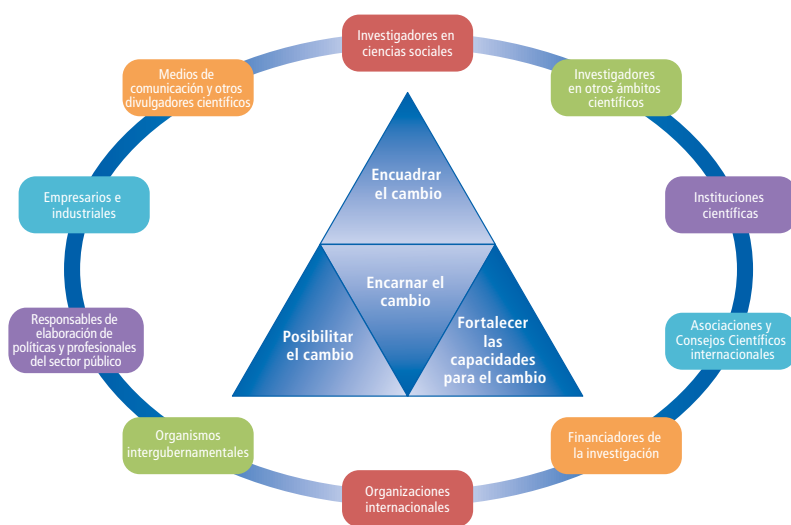 Investigadores en
ciencias sociales
Investigadores
en otros ámbitos
científicos
Instituciones
científicas
Asociaciones y
Consejos Científicos
internacionales
Financiadores de
la investigación
Organizaciones
internacionales
Organismos
intergubernamentales
Responsables de
elaboración de
políticas y profesionales
del sector público
Empresarios e
industriales
Medios de
comunicación y otros
divulgadores científicos
Encuadrar
el cambio
Encarnar el
cambio
Posibilitar
el cambio
Fortalecer
las
capacidades
para el cambio